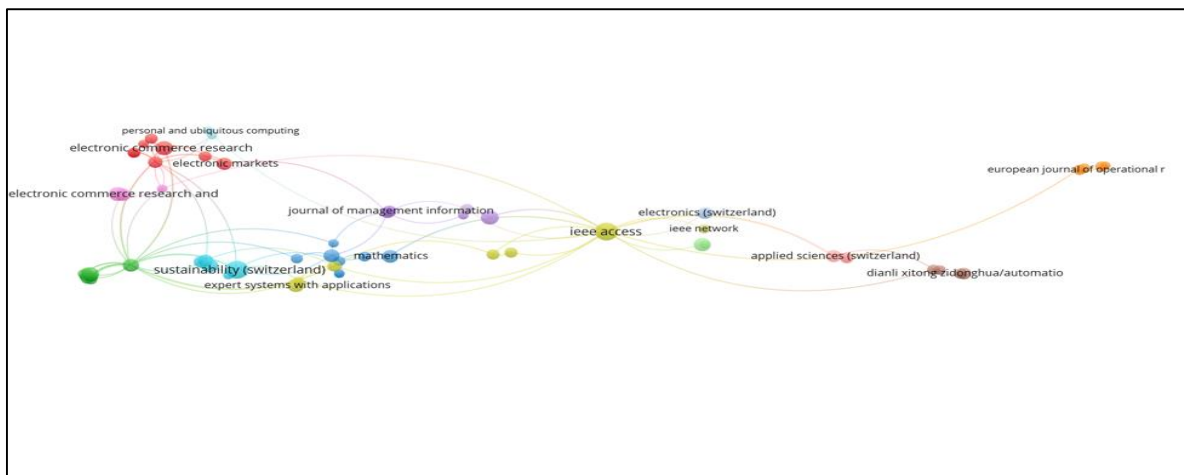 personal and ubiquitous computing
electronic commerce research
electronic markets
electronic commerce research and
journal of management information
sustainability (switzerland)
mathematics
expert systems with applications
ieee access
electronics (switzerland)
ieee network
applied sciences (switzerland)
dianli xitong zidonghua/automatio
european journal of operational r